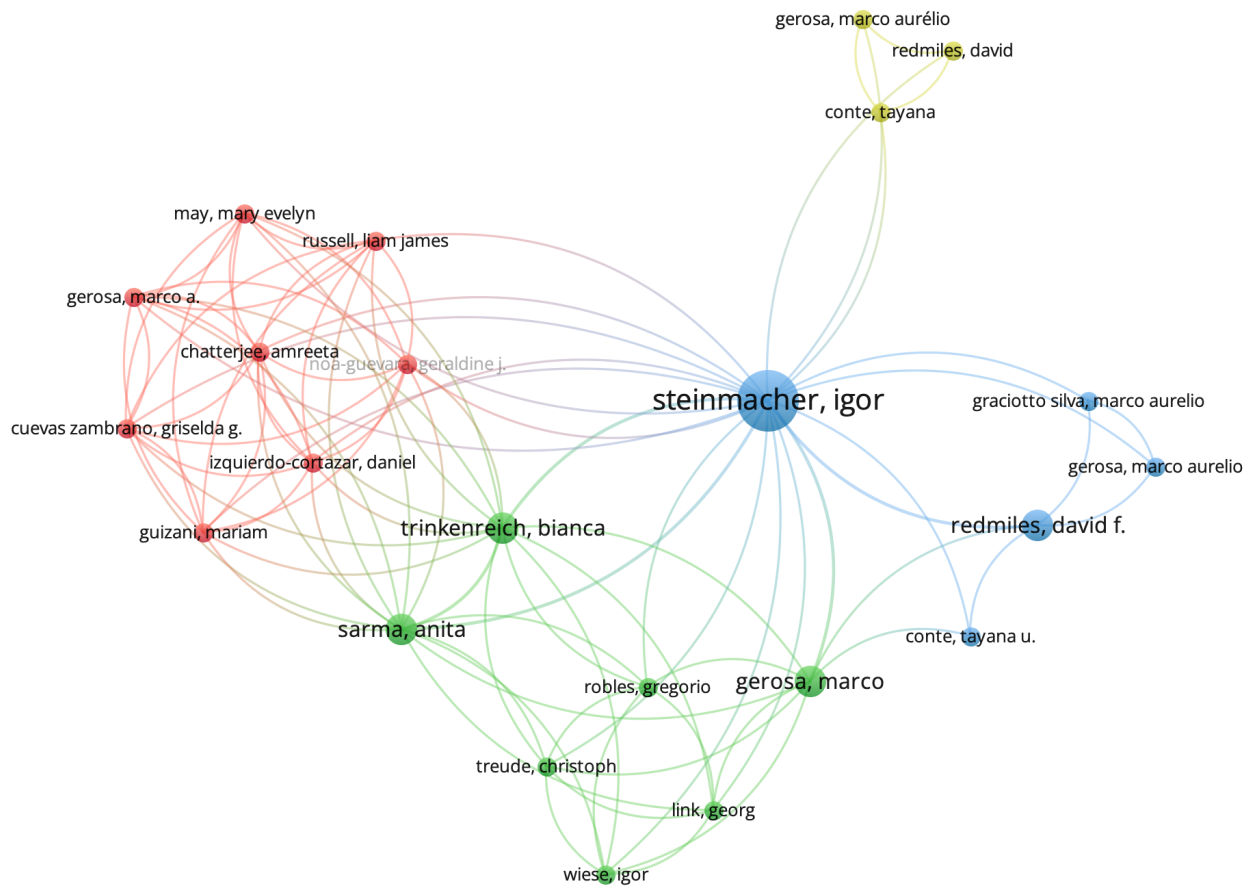 gerosa, marco aurélio
redmiles, david
conte, tayana
may, mary evelyn
russell, liam james
gerosa, marco a.
chatterjee, amreeta
noa-guevara, geraldine j.
steinmacher, igor
graciotto silva, marco aurelio
cuevas zambrano, griselda g.
izquierdo-cortazar, daniel
gerosa, marco aurelio
guizani, mariam
trinkenreich, bianca
redmiles, david f.
sarma, anita
conte, tayana u.
robles, gregorio
gerosa, marco
treude, christoph
link, georg
wiese, igor